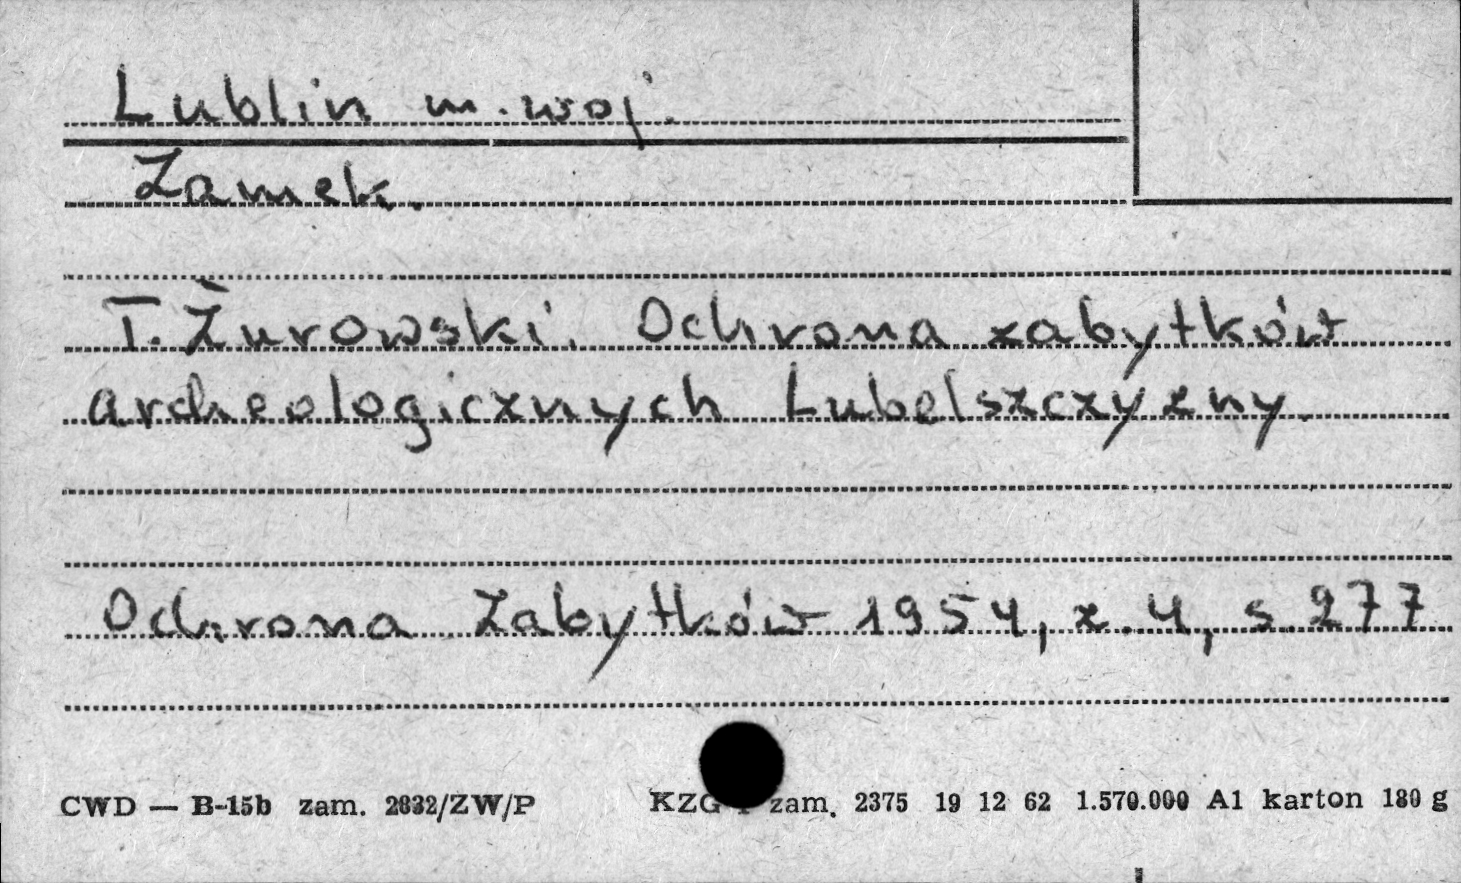 Lublin m. woj.
Zamek.
T. Żurowski. Ochrona zabytków
archeologicznych Lubelszczyzny.
Ochrona Zabytków 1954, z. 4, s. 277
CWD — B-15b zam. 2832/ZW/P KZG zam. 2375 19 12 62 1.570.000 A1 karton 180 g